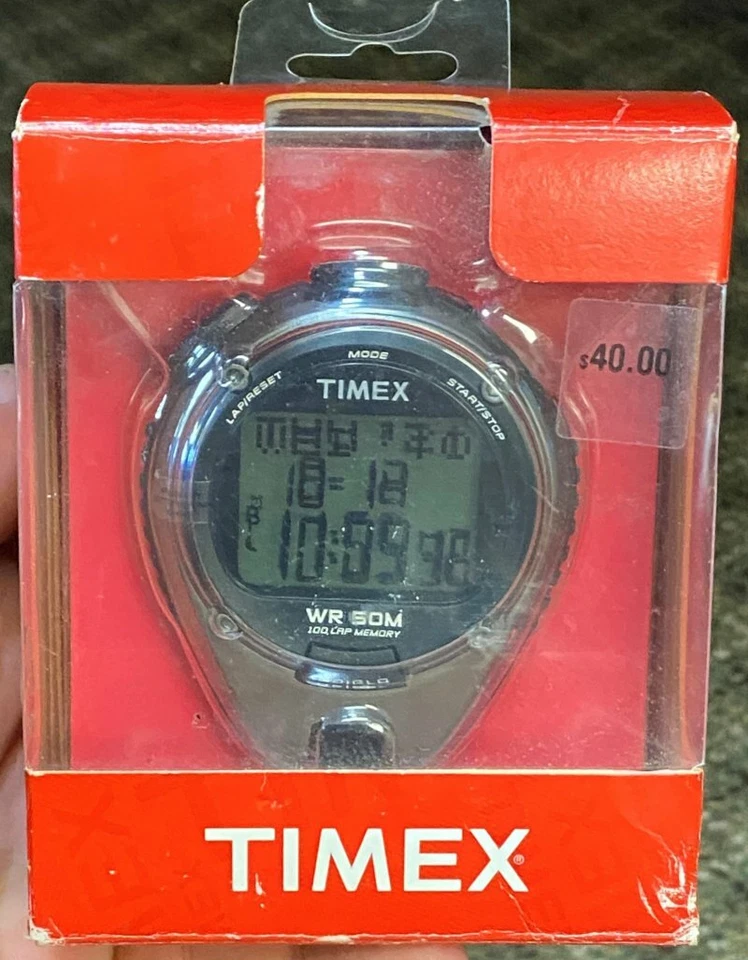 $40.00
MODE
LAP/RESET
START/STOP
TIMEX
WR 50M
100 LAP MEMORY
TIMEX®